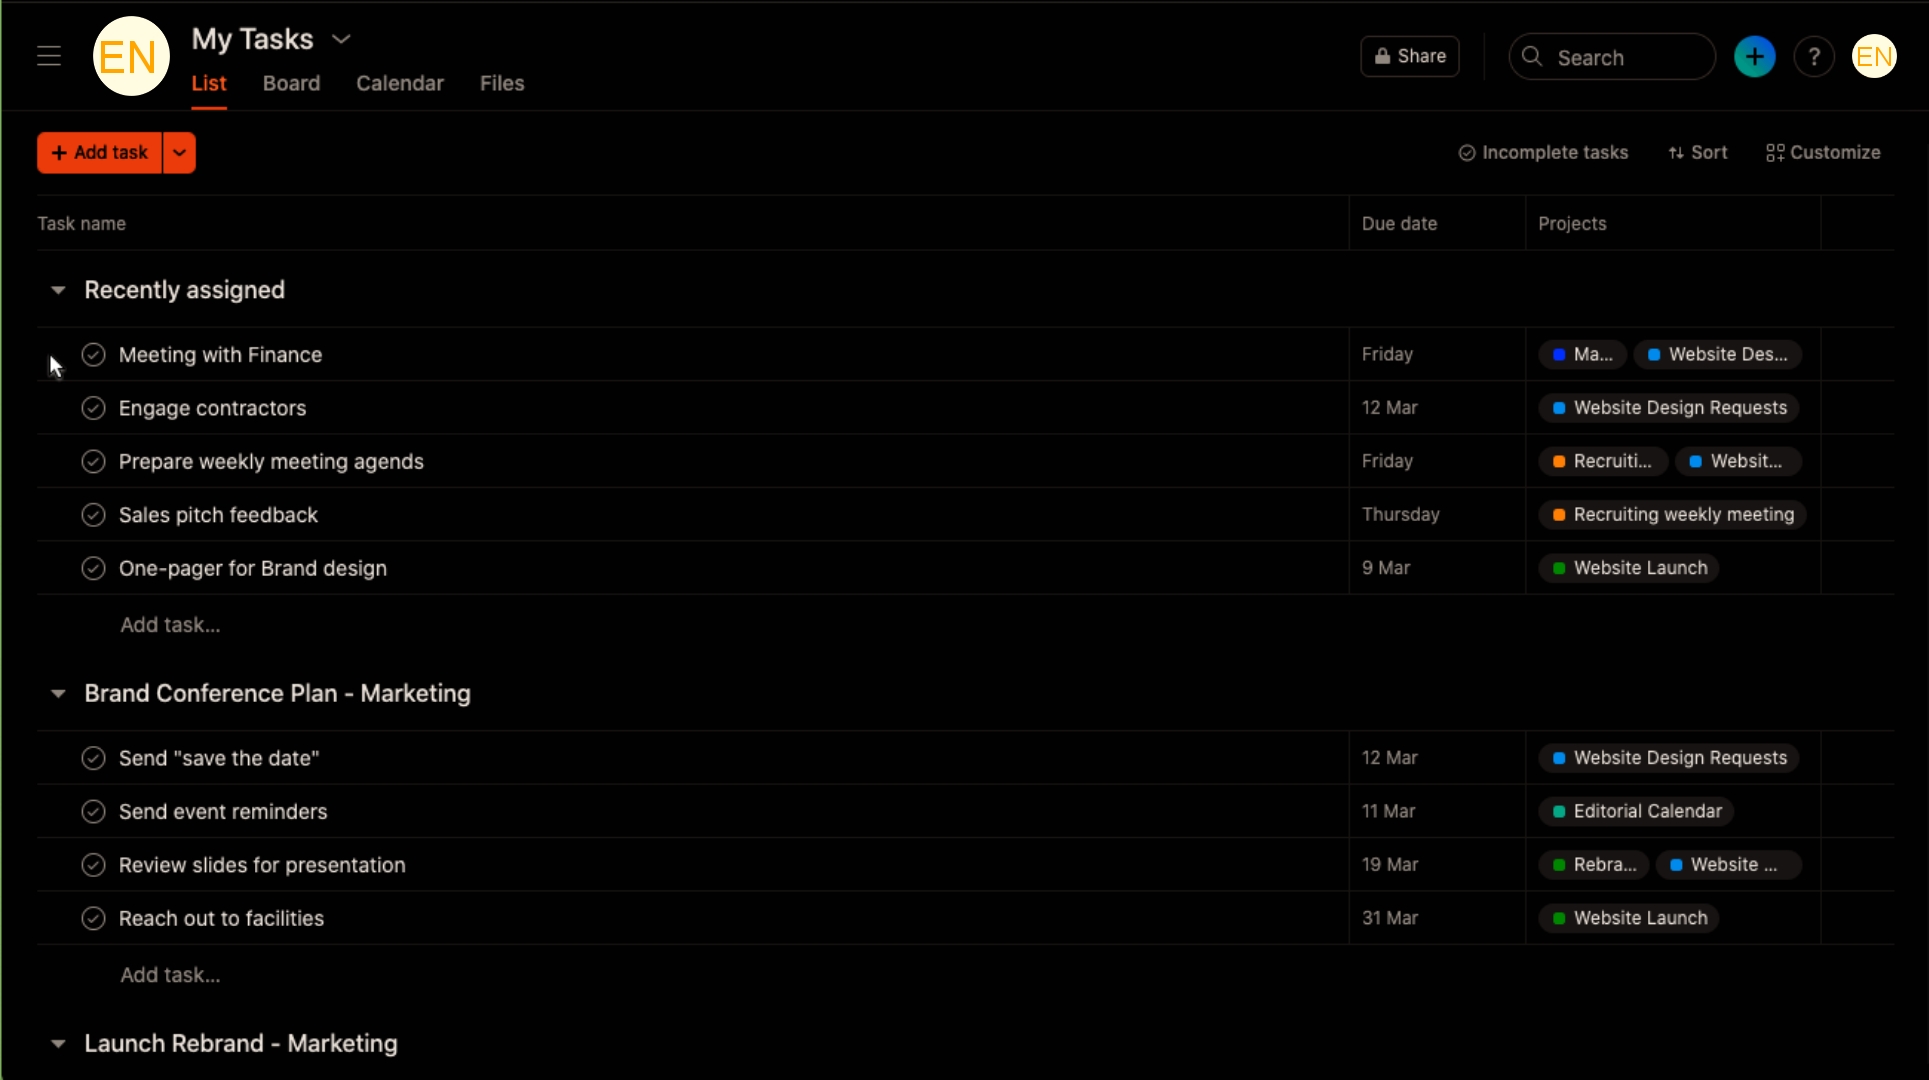 EN
My Tasks
List Board Calendar Files
Share
Search
?
EN
+ Add task
Incomplete tasks Sort Customize
Task name Due date Projects
Recently assigned
Meeting with Finance Friday Ma... Website Des...
Engage contractors 12 Mar Website Design Requests
Prepare weekly meeting agends Friday Recruiti... Websit...
Sales pitch feedback Thursday Recruiting weekly meeting
One-pager for Brand design 9 Mar Website Launch
Add task...
Brand Conference Plan - Marketing
Send "save the date" 12 Mar Website Design Requests
Send event reminders 11 Mar Editorial Calendar
Review slides for presentation 19 Mar Rebra... Website ...
Reach out to facilities 31 Mar Website Launch
Add task...
Launch Rebrand - Marketing